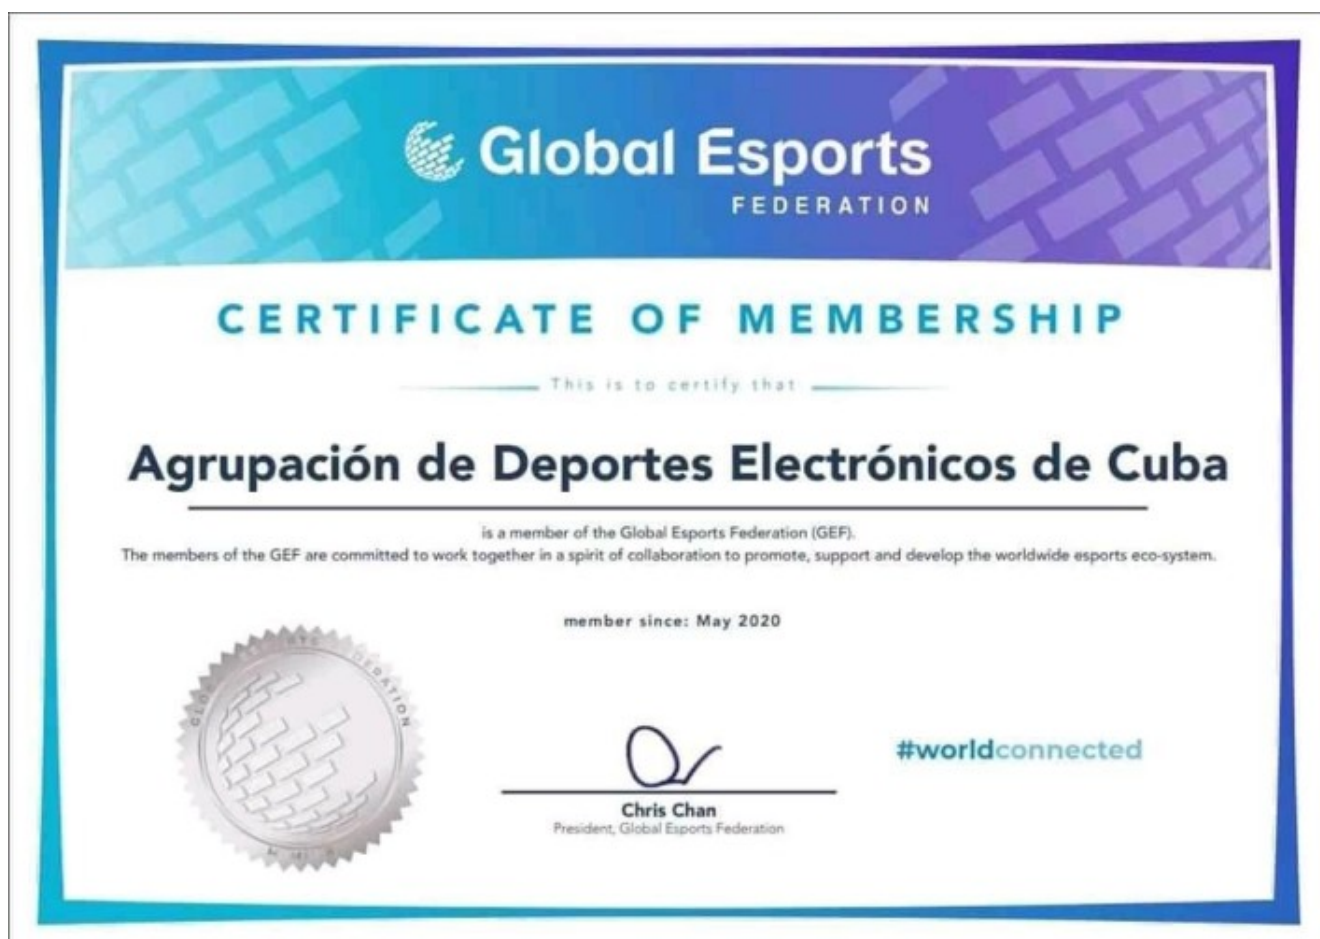 Global Esports
FEDERATION
CERTIFICATE OF MEMBERSHIP
This is to certify that
Agrupación de Deportes Electrónicos de Cuba
is a member of the Global Esports Federation (GEF).
The members of the GEF are committed to work together in a spirit of collaboration to promote, support and develop the worldwide esports eco-system.
member since: May 2020
#worldconnected
Chris Chan
President, Global Esports Federation